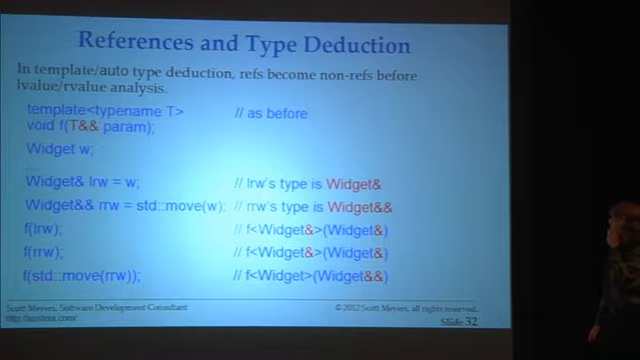 References and Type Deduction
In template/auto type deduction, refs become non-refs before
lvalue/rvalue analysis.
template<typename T> // as before
void f(T&& param);
Widget w;
...
Widget& lrw = w; // lrw's type is Widget&
Widget&& rrw = std::move(w); // rrw's type is Widget&&
f(lrw); // f<Widget&>(Widget&)
f(rrw); // f<Widget&>(Widget&)
f(std::move(rrw)); // f<Widget>(Widget&&)
Scott Meyers, Software Development Consultant © 2012 Scott Meyers, all rights reserved.
http://aristeia.com/ Slide 32